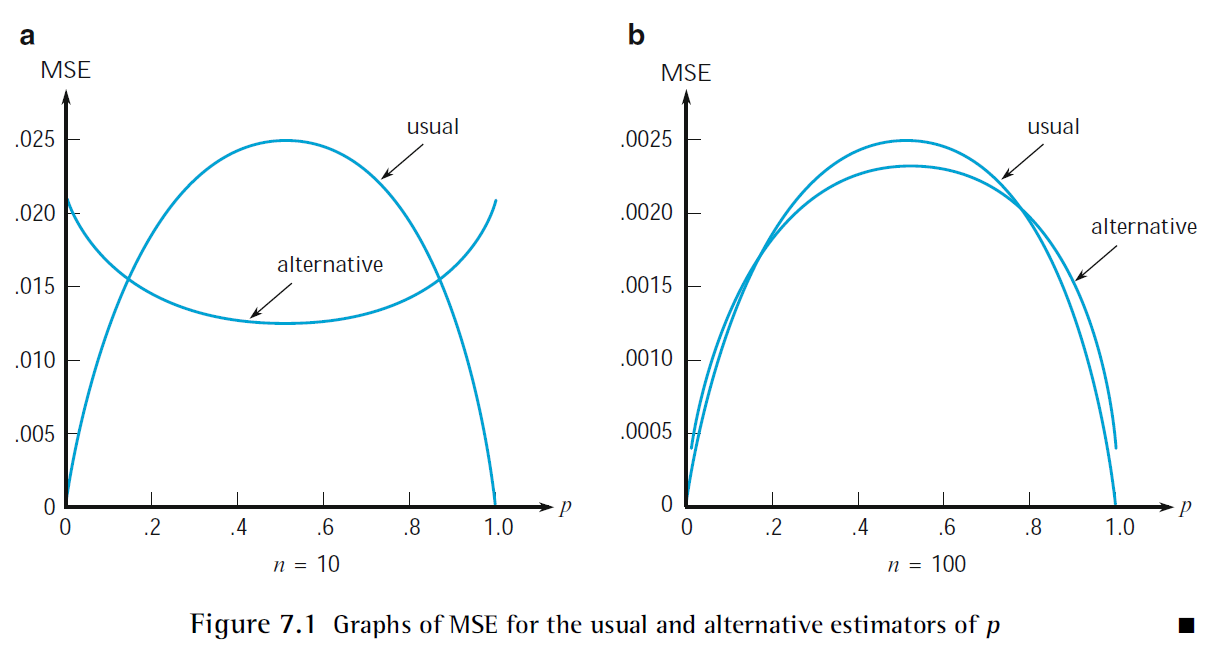 a
MSE
.025
.020
.015
.010
.005
0
usual
alternative
0 .2 .4 .6 .8 1.0 p
n = 10
b
MSE
.0025
.0020
.0015
.0010
.0005
0
usual
alternative
0 .2 .4 .6 .8 1.0 p
n = 100
Figure 7.1 Graphs of MSE for the usual and alternative estimators of p ■